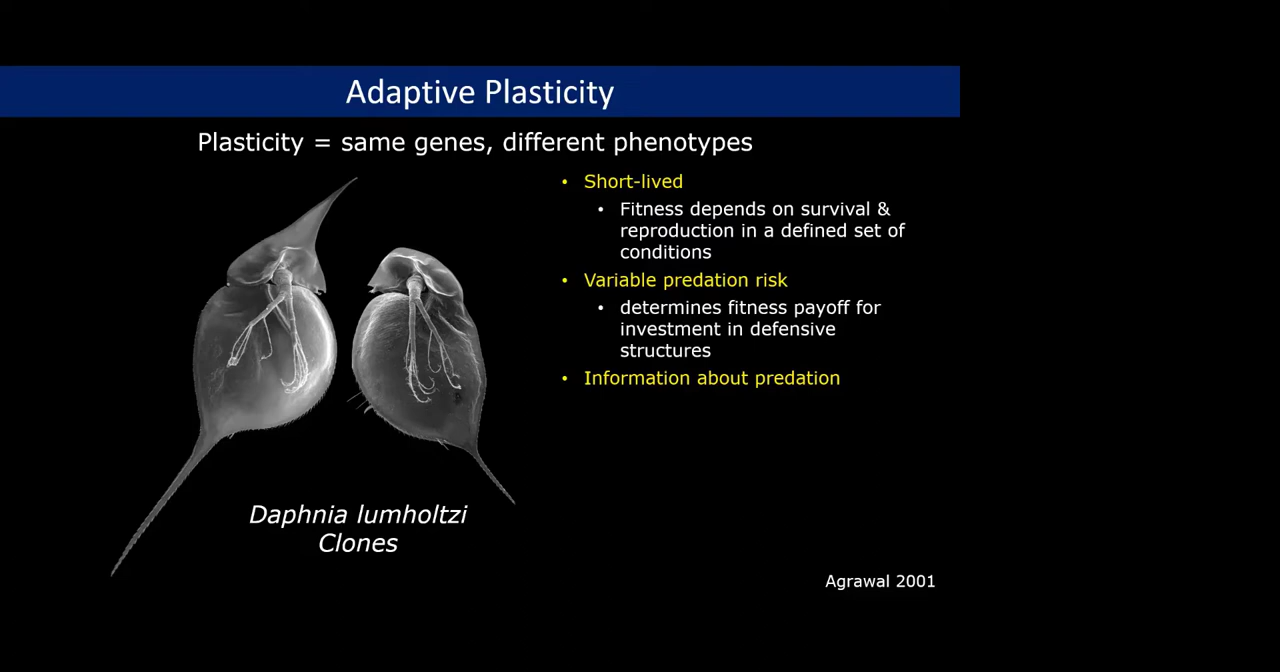 Adaptive Plasticity
Plasticity = same genes, different phenotypes
• Short-lived
• Fitness depends on survival &
reproduction in a defined set of
conditions
• Variable predation risk
• determines fitness payoff for
investment in defensive
structures
• Information about predation
Daphnia lumholtzi
Clones
Agrawal 2001